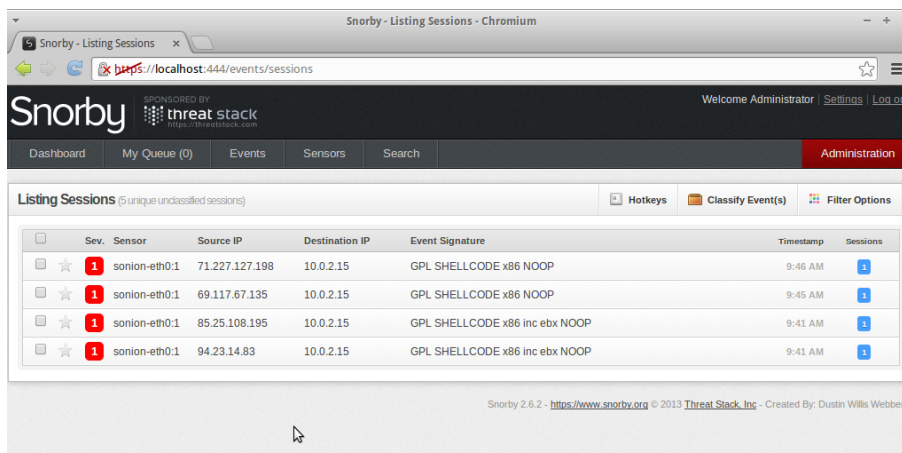 Snorby - Listing Sessions - Chromium
Snorby - Listing Sessions
https://localhost:444/events/sessions
Snorby SPONSORED BY threat stack https://threatstack.com
Welcome Administrator | Settings | Log ou
Dashboard My Queue (0) Events Sensors Search Administration
Listing Sessions (5 unique unclassified sessions) Hotkeys Classify Event(s) Filter Options
Sev. Sensor Source IP Destination IP Event Signature Timestamp Sessions
1 sonion-eth0:1 71.227.127.198 10.0.2.15 GPL SHELLCODE x86 NOOP 9:46 AM 1
1 sonion-eth0:1 69.117.67.135 10.0.2.15 GPL SHELLCODE x86 NOOP 9:45 AM 1
1 sonion-eth0:1 85.25.108.195 10.0.2.15 GPL SHELLCODE x86 inc ebx NOOP 9:41 AM 1
1 sonion-eth0:1 94.23.14.83 10.0.2.15 GPL SHELLCODE x86 inc ebx NOOP 9:41 AM 1
Snorby 2.6.2 - https://www.snorby.org © 2013 Threat Stack, Inc - Created By: Dustin Willis Webbe